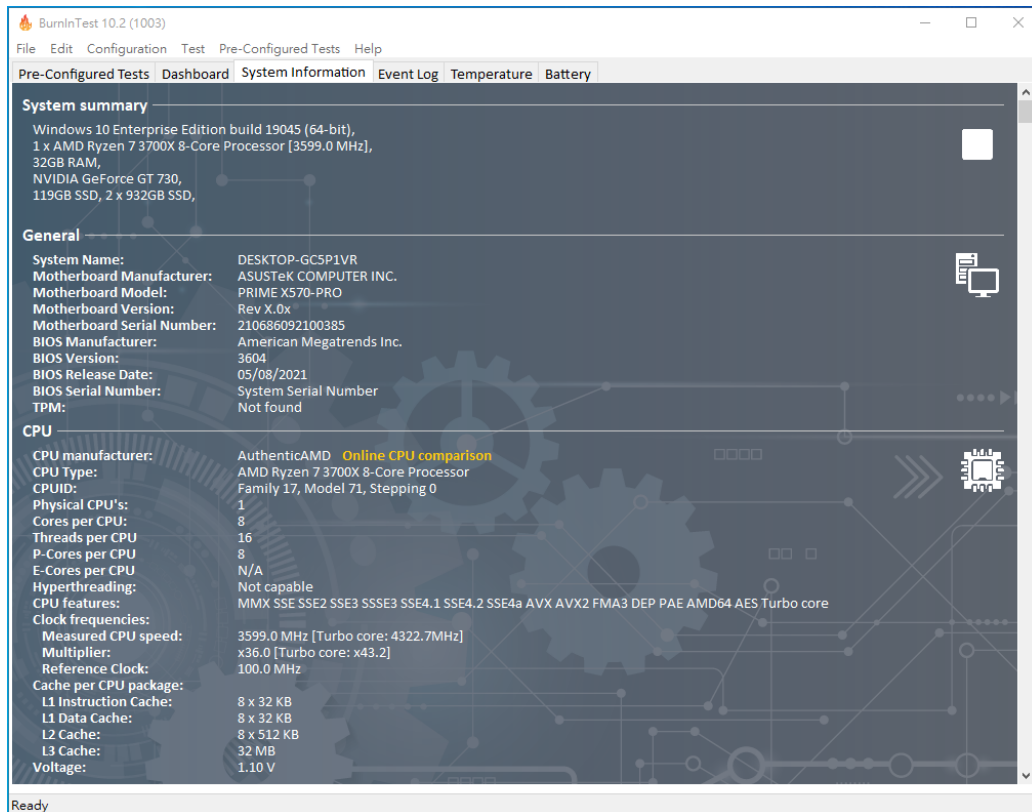 BurnInTest 10.2 (1003)
File Edit Configuration Test Pre-Configured Tests Help
Pre-Configured Tests Dashboard System Information Event Log Temperature Battery
System summary
Windows 10 Enterprise Edition build 19045 (64-bit),
1 x AMD Ryzen 7 3700X 8-Core Processor [3599.0 MHz],
32GB RAM,
NVIDIA GeForce GT 730,
119GB SSD, 2 x 932GB SSD,
General
System Name: DESKTOP-GC5P1VR
Motherboard Manufacturer: ASUSTeK COMPUTER INC.
Motherboard Model: PRIME X570-PRO
Motherboard Version: Rev X.0x
Motherboard Serial Number: 210686092100385
BIOS Manufacturer: American Megatrends Inc.
BIOS Version: 3604
BIOS Release Date: 05/08/2021
BIOS Serial Number: System Serial Number
TPM: Not found
CPU
CPU manufacturer: AuthenticAMD Online CPU comparison
CPU Type: AMD Ryzen 7 3700X 8-Core Processor
CPUID: Family 17, Model 71, Stepping 0
Physical CPU's: 1
Cores per CPU: 8
Threads per CPU 16
P-Cores per CPU 8
E-Cores per CPU N/A
Hyperthreading: Not capable
CPU features: MMX SSE SSE2 SSE3 SSSE3 SSE4.1 SSE4.2 SSE4a AVX AVX2 FMA3 DEP PAE AMD64 AES Turbo core
Clock frequencies:
Measured CPU speed: 3599.0 MHz [Turbo core: 4322.7MHz]
Multiplier: x36.0 [Turbo core: x43.2]
Reference Clock: 100.0 MHz
Cache per CPU package:
L1 Instruction Cache: 8 x 32 KB
L1 Data Cache: 8 x 32 KB
L2 Cache: 8 x 512 KB
L3 Cache: 32 MB
Voltage: 1.10 V
Ready